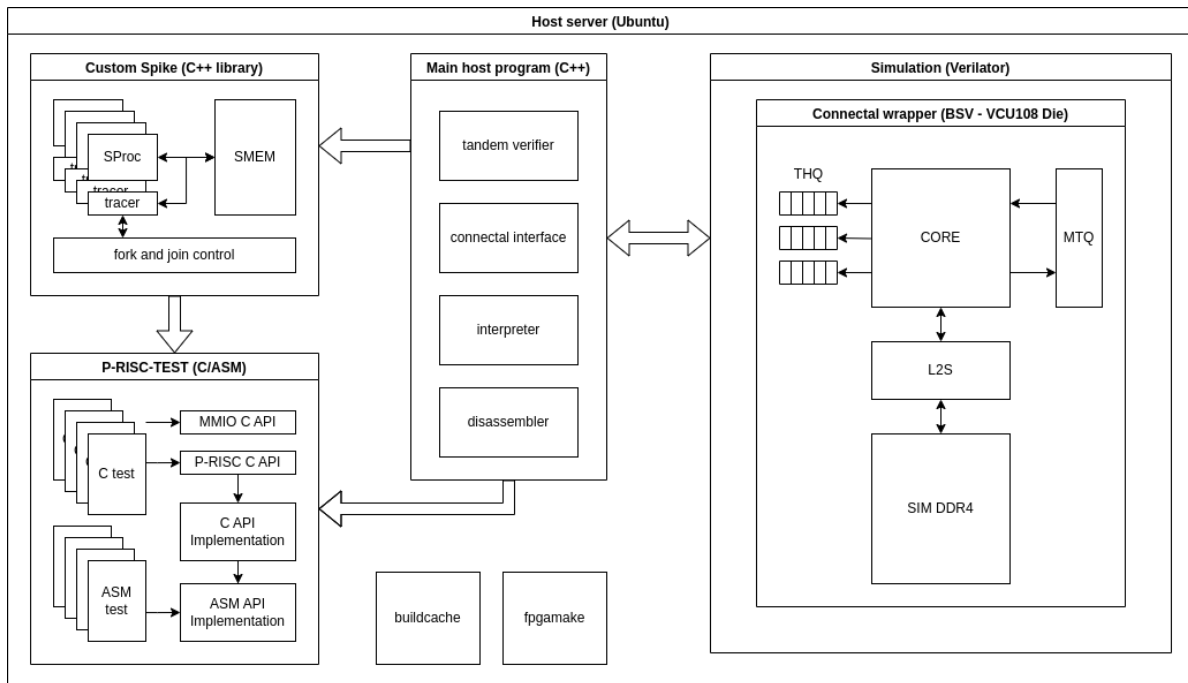 Host server (Ubuntu)
Custom Spike (C++ library)
SProc
SMEM
tracer
tracer
fork and join control
P-RISC-TEST (C/ASM)
MMIO C API
C test
P-RISC C API
C API
Implementation
ASM
test
ASM API
Implementation
Main host program (C++)
tandem verifier
connectal interface
interpreter
disassembler
buildcache
fpgamake
Simulation (Verilator)
Connectal wrapper (BSV - VCU108 Die)
THQ
CORE
MTQ
L2S
SIM DDR4